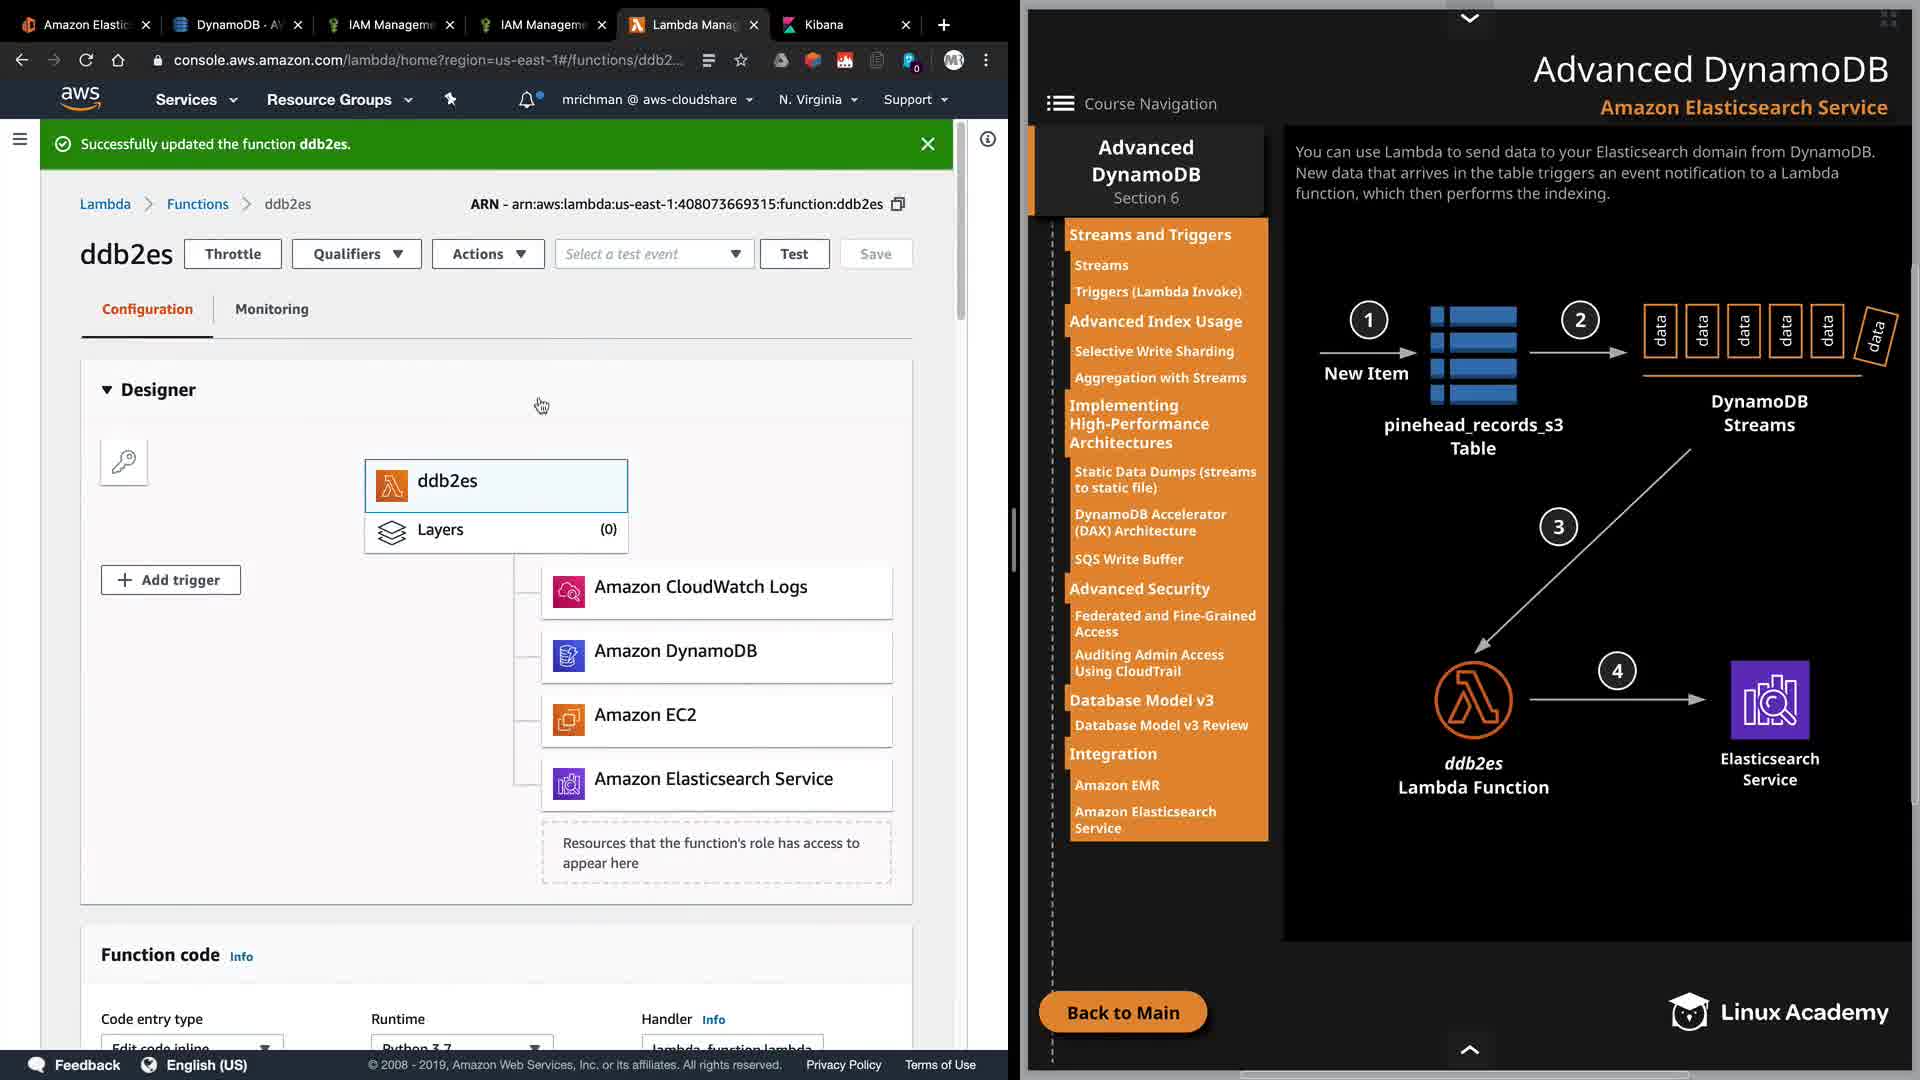 Amazon Elastic
DynamoDB - AV
IAM Manageme
IAM Manageme
Lambda Mana
Kibana
console.aws.amazon.com/lambda/home?region=us-east-1#/functions/ddb2...
0
aws
Services
Resource Groups
mrichman @ aws-cloudshare
N. Virginia
Support
Successfully updated the function ddb2es.
Lambda
Functions
ddb2es
ARN - arn:aws:lambda:us-east-1:408073669315:function:ddb2es
ddb2es
Throttle
Qualifiers
Actions
Select a test event
Test
Save
Configuration
Monitoring
Designer
ddb2es
Layers
(0)
Add trigger
Amazon CloudWatch Logs
Amazon DynamoDB
Amazon EC2
Amazon Elasticsearch Service
Resources that the function's role has access to
appear here
Function code
Info
Code entry type
Runtime
Handler
Info
Edit code inline
Python 3.7
lambda_function.lambda
Feedback
English (US)
© 2008 - 2019, Amazon Web Services, Inc. or its affiliates. All rights reserved.
Privacy Policy
Terms of Use
Advanced DynamoDB
Amazon Elasticsearch Service
Course Navigation
Advanced
DynamoDB
Section 6
Streams and Triggers
Streams
Triggers (Lambda Invoke)
Advanced Index Usage
Selective Write Sharding
Aggregation with Streams
Implementing
High-Performance
Architectures
Static Data Dumps (streams
to static file)
DynamoDB Accelerator
(DAX) Architecture
SQS Write Buffer
Advanced Security
Federated and Fine-Grained
Access
Auditing Admin Access
Using CloudTrail
Database Model v3
Database Model v3 Review
Integration
Amazon EMR
Amazon Elasticsearch
Service
Back to Main
You can use Lambda to send data to your Elasticsearch domain from DynamoDB.
New data that arrives in the table triggers an event notification to a Lambda
function, which then performs the indexing.
1
New Item
pinehead_records_s3
Table
2
data
data
data
data
data
data
DynamoDB
Streams
3
ddb2es
Lambda Function
4
Elasticsearch
Service
Linux Academy